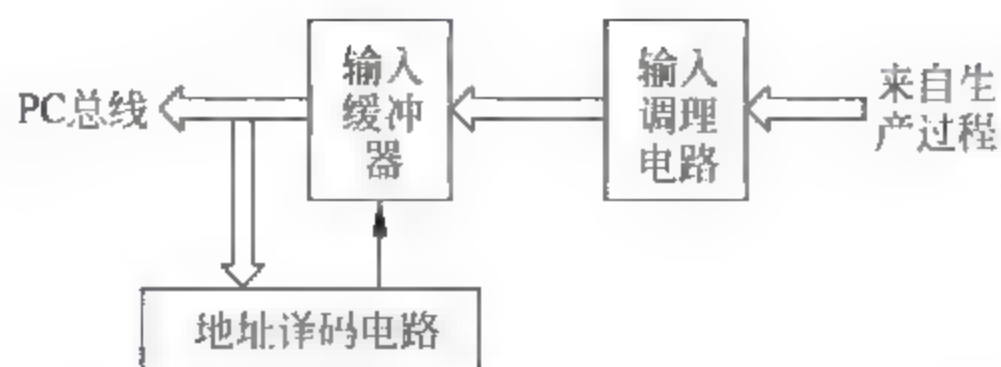 PC总线
输入
缓冲
器
输入
调理
电路
来自生
产过程
地址详码电路